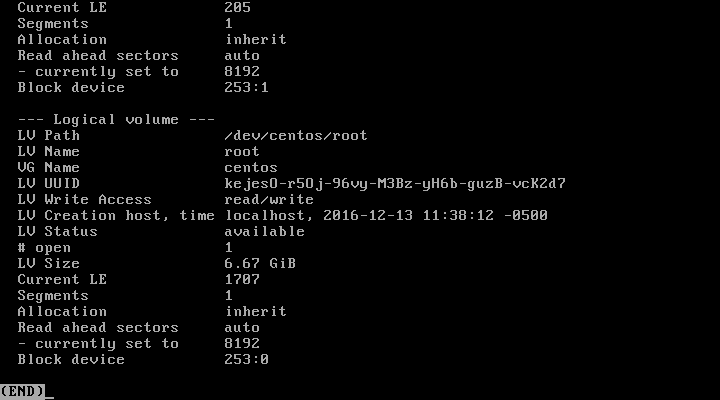 Current LE 205
Segments 1
Allocation inherit
Read ahead sectors auto
- currently set to 8192
Block device 253:1
--- Logical volume ---
LV Path /dev/centos/root
LV Name root
VG Name centos
LV UUID kejesO-r5Oj-96vy-M3Bz-yH6b-guzB-vcK2d7
LV Write Access read/write
LV Creation host, time localhost, 2016-12-13 11:38:12 -0500
LV Status available
# open 1
LV Size 6.67 GiB
Current LE 1707
Segments 1
Allocation inherit
Read ahead sectors auto
- currently set to 8192
Block device 253:0
(END)